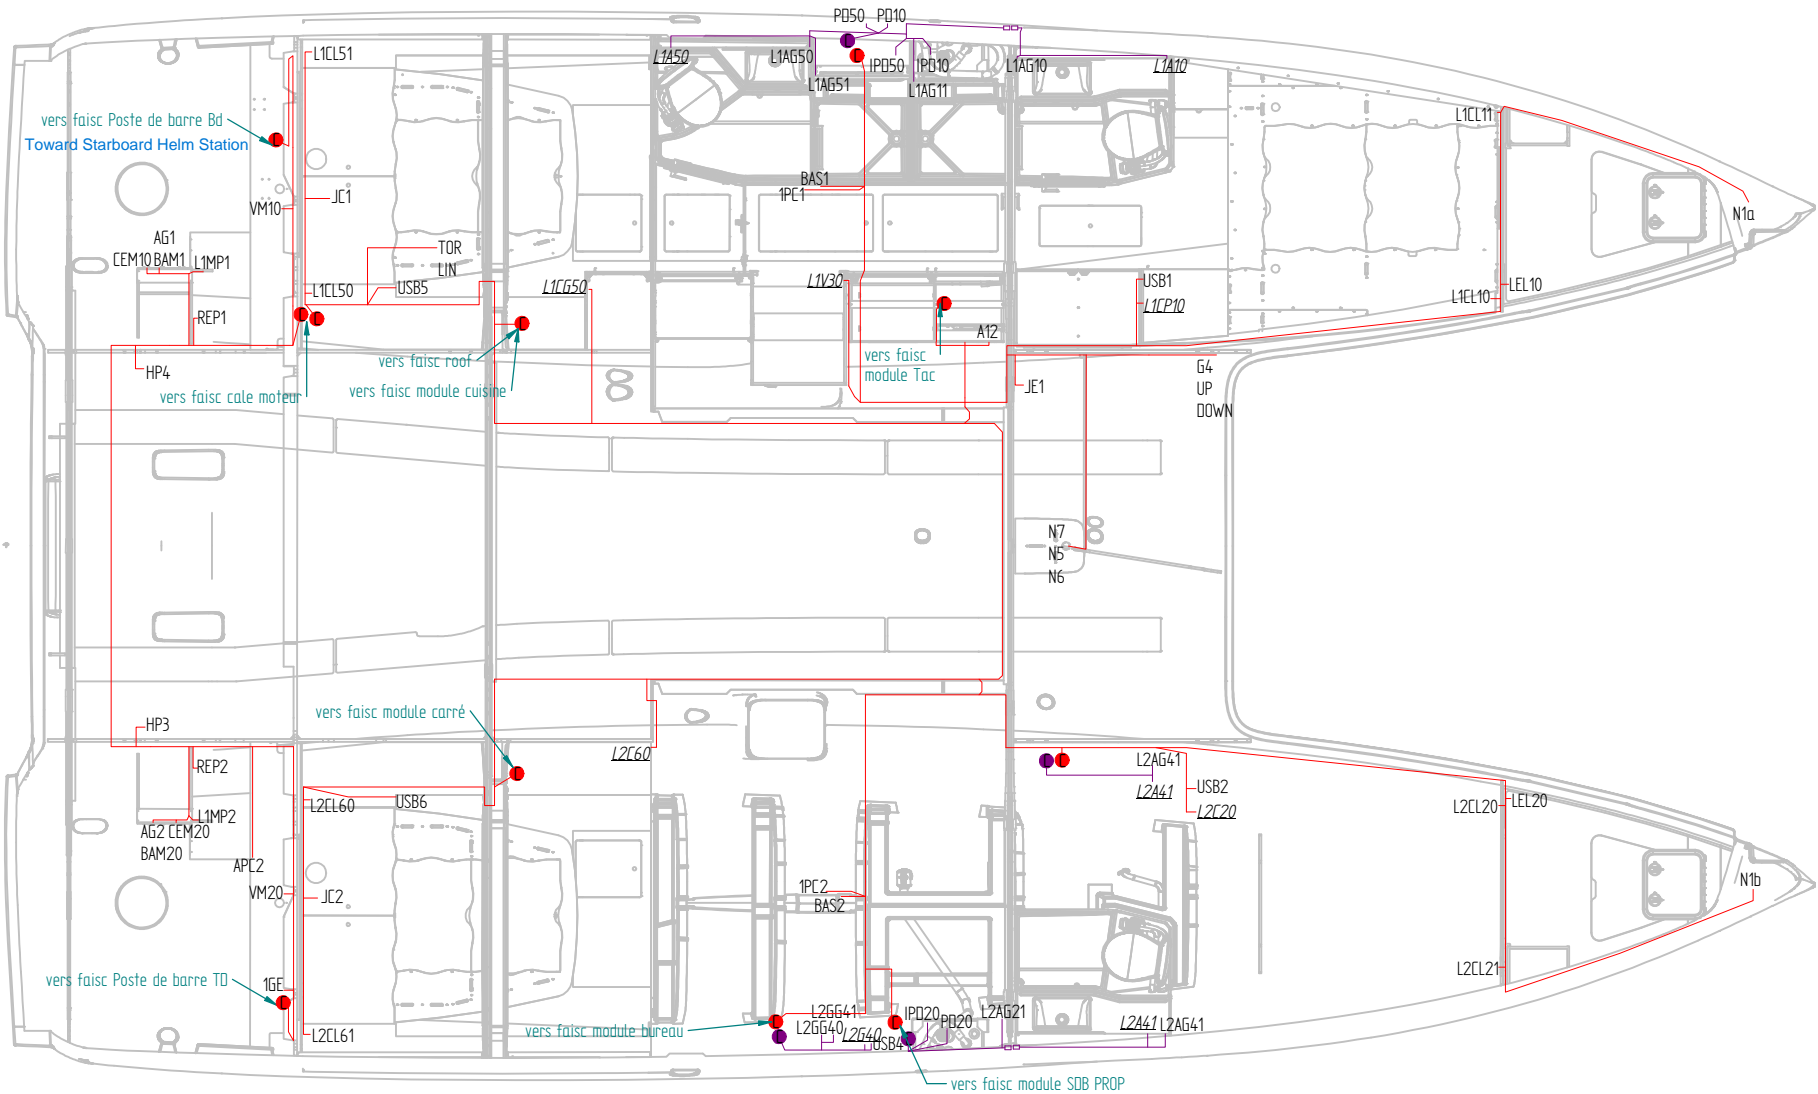 PD50 PD10
L1CL51
L1A50
L1AG50
IPD50
IPD10
L1AG10
L1A10
L1AG51
L1AG11
vers faisc Poste de barre Bd
Toward Starboard Helm Station
L1CL11
BAS1
1PC1
JC1
VM10
N1a
AG1
CEM10 BAM1
L1MP1
TOR
LIN
L1CL50
USB5
L1CG50
L1V30
USB1
L1CP10
LEL10
L1CL10
REP1
A12
vers faisc roof
vers faisc
module Tac
HP4
vers faisc cale moteur
vers faisc module cuisine
JE1
G4
UP
DOWN
N7
N5
N6
vers faisc module carré
HP3
L2C60
REP2
L2AG41
L2A41
USB2
L2C20
L2CL60
USB6
L2CL20
LEL20
L1MP2
AG2 CEM20
BAM20
APL2
VM20
JC2
1PC2
BAS2
N1b
L2CL21
vers faisc Poste de barre TD
1GE
L2CL61
vers faisc module bureau
L2GG41
L2GG40
L2G40
USB4
IPD20
PD20
L2AG21
L2A41
L2AG41
vers faisc module SDB PROP